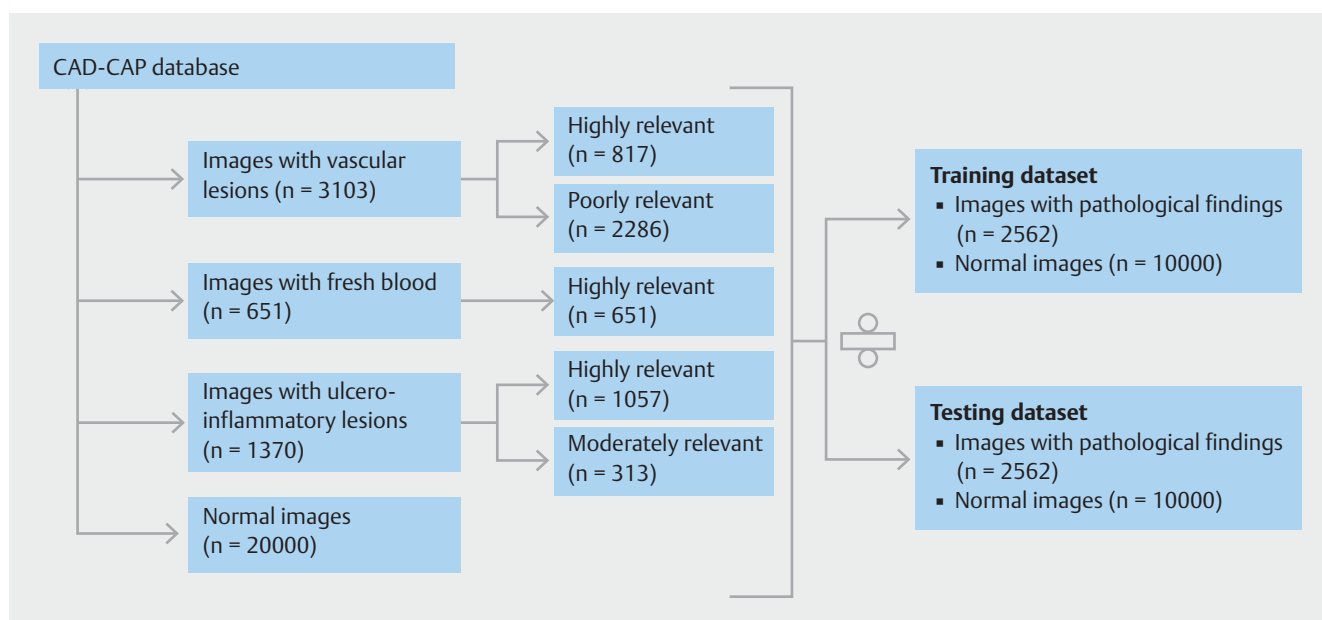 CAD-CAP database
Images with vascular
lesions (n = 3103)
Highly relevant
(n = 817)
Poorly relevant
(n = 2286)
Images with fresh blood
(n = 651)
Highly relevant
(n = 651)
Images with ulcero-
inflammatory lesions
(n = 1370)
Highly relevant
(n = 1057)
Moderately relevant
(n = 313)
Normal images
(n = 20000)
Training dataset
▪ Images with pathological findings
(n = 2562)
▪ Normal images (n = 10000)
Testing dataset
▪ Images with pathological findings
(n = 2562)
▪ Normal images (n = 10000)